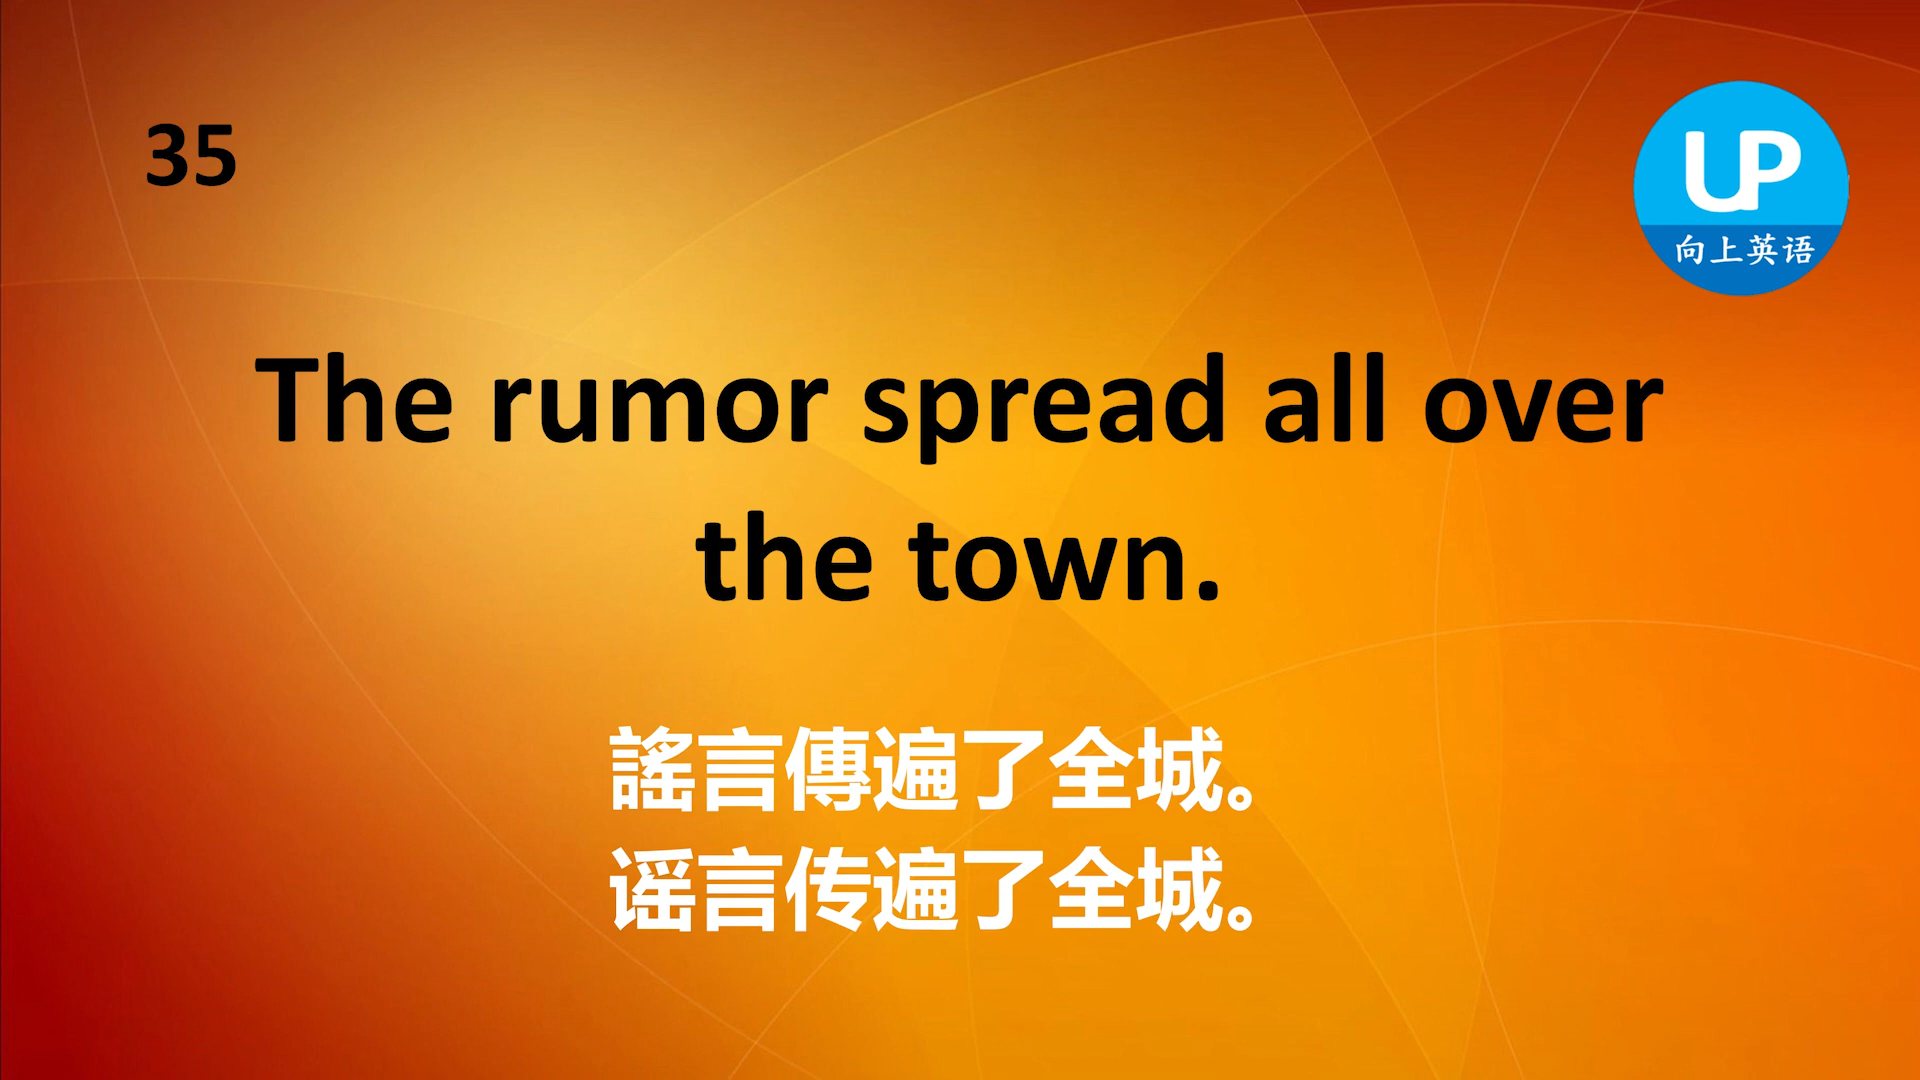 35
UP
向上英语
The rumor spread all over
the town.
謠言傳遍了全城。
谣言传遍了全城。